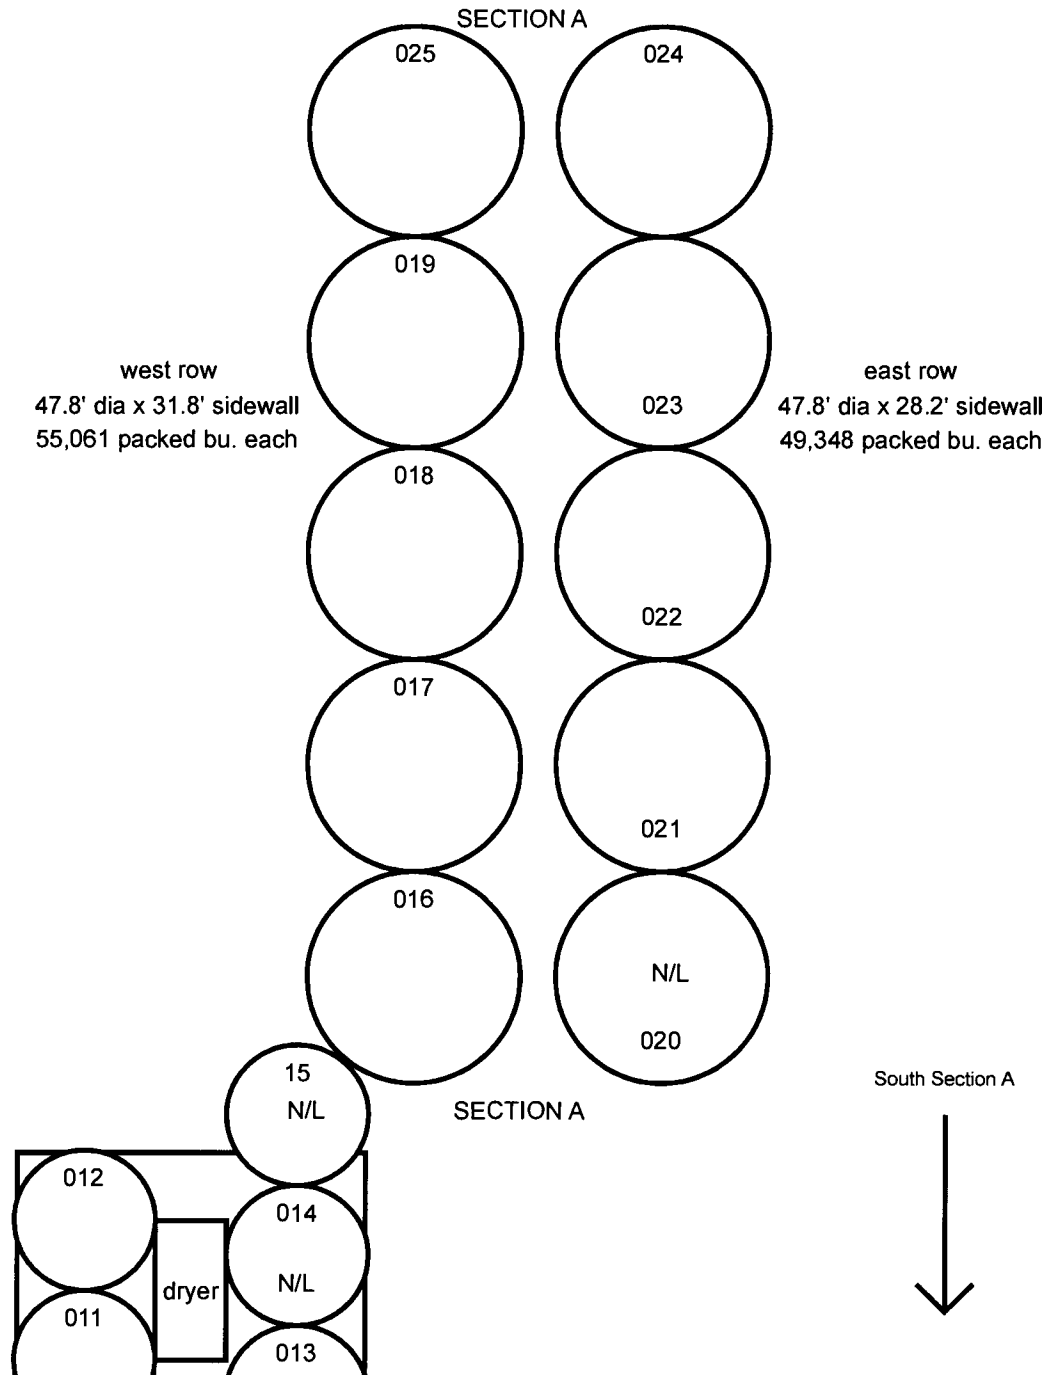 SECTION A
025
024
019
west row
47.8' dia x 31.8' sidewall
55,061 packed bu. each
023
east row
47.8' dia x 28.2' sidewall
49,348 packed bu. each
018
022
017
021
016
N/L
020
15
N/L
SECTION A
South Section A
012
014
N/L
dryer
011
013